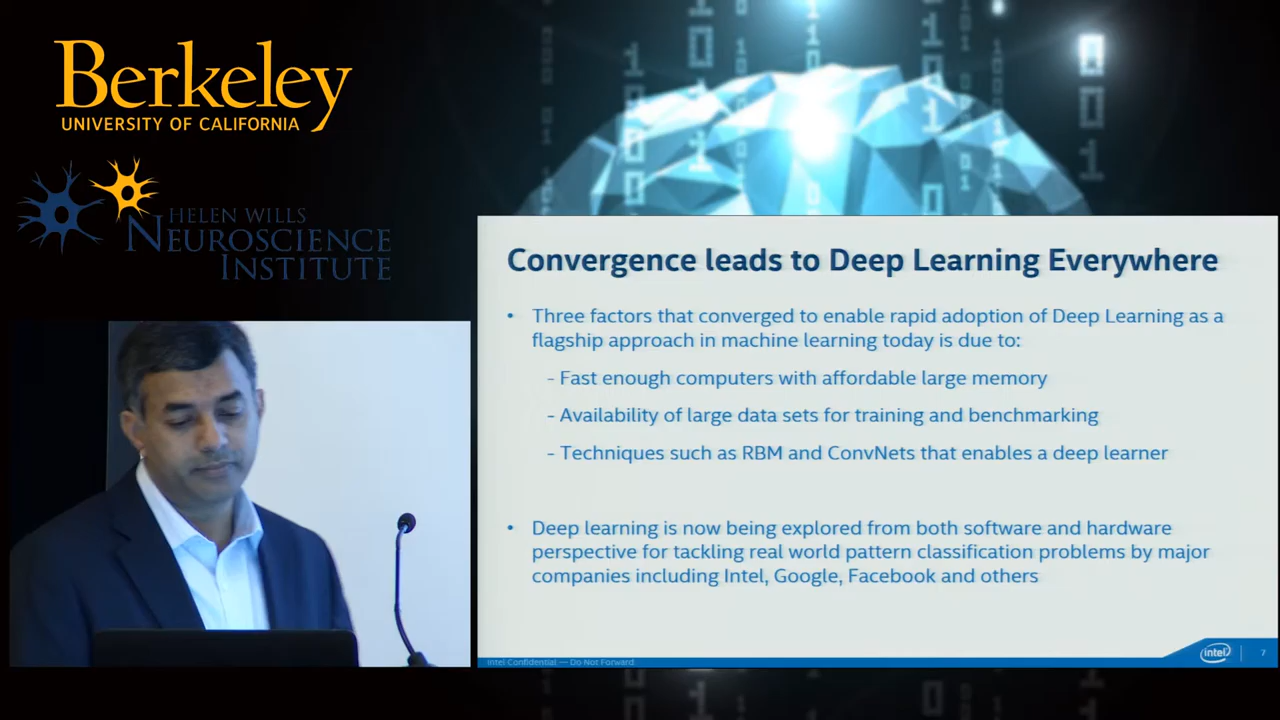 Berkeley
UNIVERSITY OF CALIFORNIA
HELEN WILLS
NEUROSCIENCE
INSTITUTE
Convergence leads to Deep Learning Everywhere
• Three factors that converged to enable rapid adoption of Deep Learning as a
flagship approach in machine learning today is due to:
- Fast enough computers with affordable large memory
- Availability of large data sets for training and benchmarking
- Techniques such as RBM and ConvNets that enables a deep learner
• Deep learning is now being explored from both software and hardware
perspective for tackling real world pattern classification problems by major
companies including Intel, Google, Facebook and others
Intel Confidential — Do Not Forward
intel
7